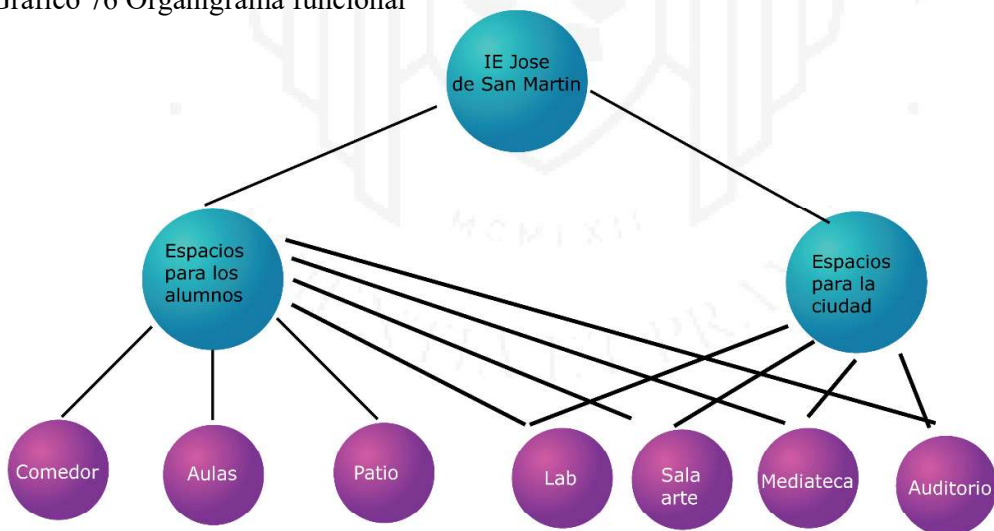 Gráfico 76 Organigrama funcional
IE Jose
de San Martin
MCMLXII
Espacios
para los
alumnos
Espacios
para la
ciudad
Comedor
Aulas
Patio
Lab
Sala
arte
Mediateca
Auditorio